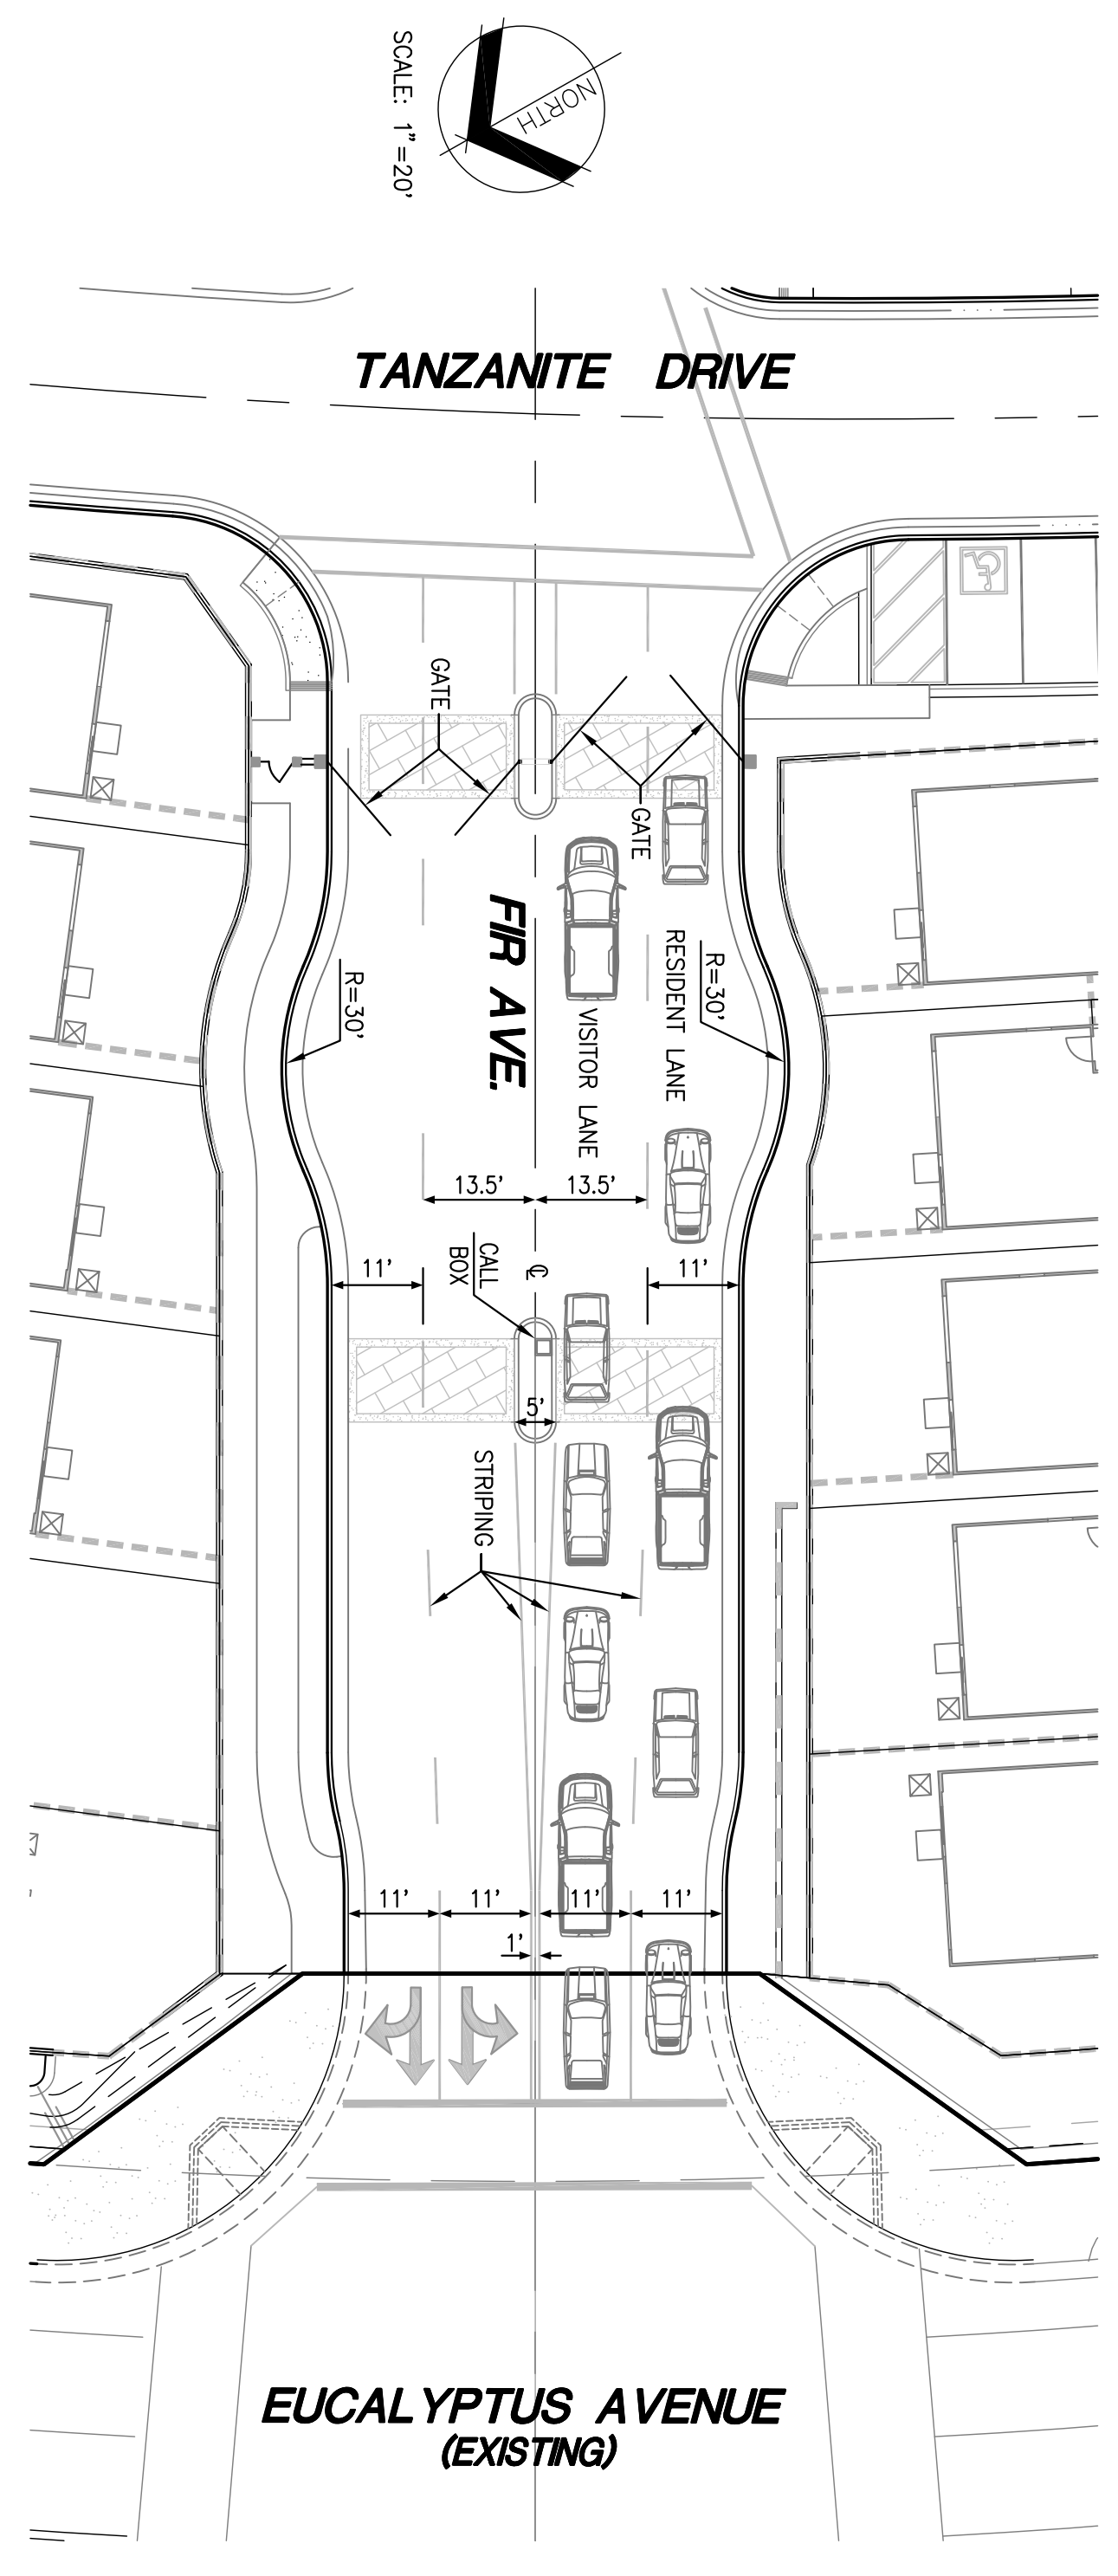 NORTH
SCALE: 1"=20'
TANZANITE DRIVE
GATE
GATE
FIR AVE.
R=30'
RESIDENT LANE
R=30'
VISITOR LANE
13.5'
13.5'
CALL
BOX
℄
11'
11'
5'
STRIPING
11'
11'
11'
11'
1'
EUCALYPTUS AVENUE
(EXISTING)